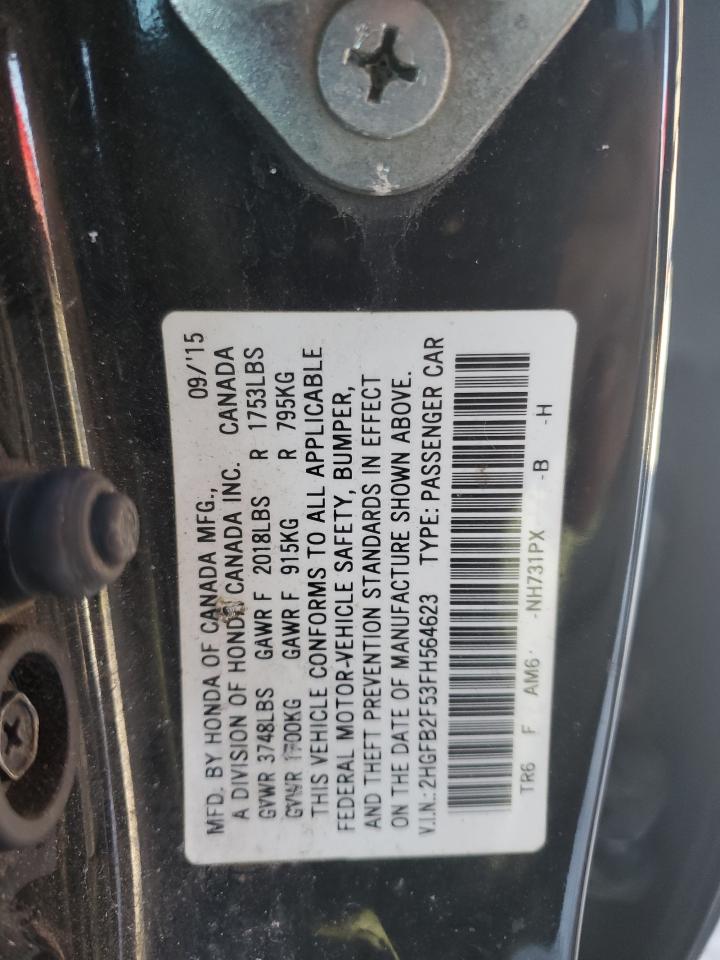 MFD. BY HONDA OF CANADA MFG., 09/'15
A DIVISION OF HONDA CANADA INC. CANADA
GVWR 3748LBS GAWR F 2018LBS R 1753LBS
GVWR 1700KG GAWR F 915KG R 795KG
THIS VEHICLE CONFORMS TO ALL APPLICABLE
FEDERAL MOTOR-VEHICLE SAFETY, BUMPER,
AND THEFT PREVENTION STANDARDS IN EFFECT
ON THE DATE OF MANUFACTURE SHOWN ABOVE.
V.I.N.:2HGFB2F53FH564623 TYPE: PASSENGER CAR
TR6 F AM6 -NH731PX -B -H